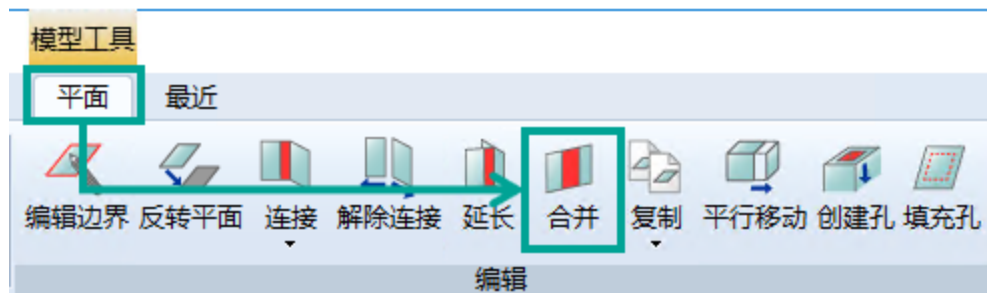 模型工具
平面 最近
编辑边界 反转平面 连接 解除连接 延长 合并 复制 平行移动 创建孔 填充孔
编辑